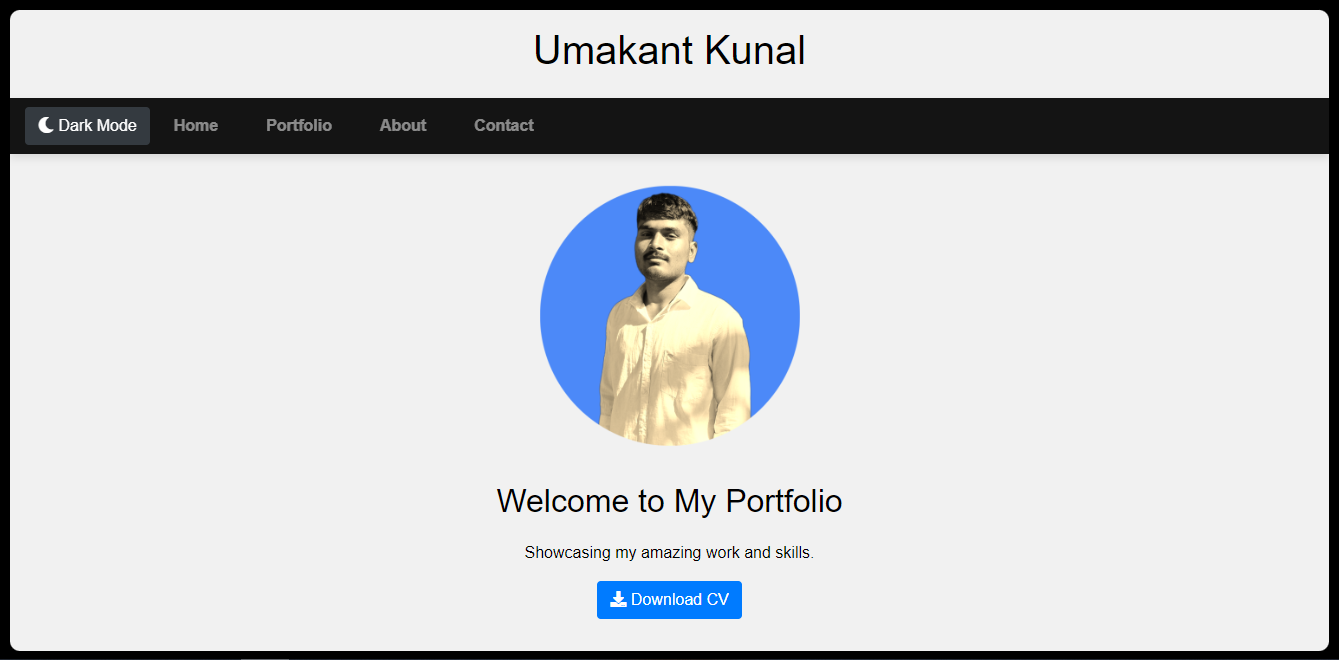 Umakant Kunal
Dark Mode Home Portfolio About Contact
Welcome to My Portfolio
Showcasing my amazing work and skills.
Download CV